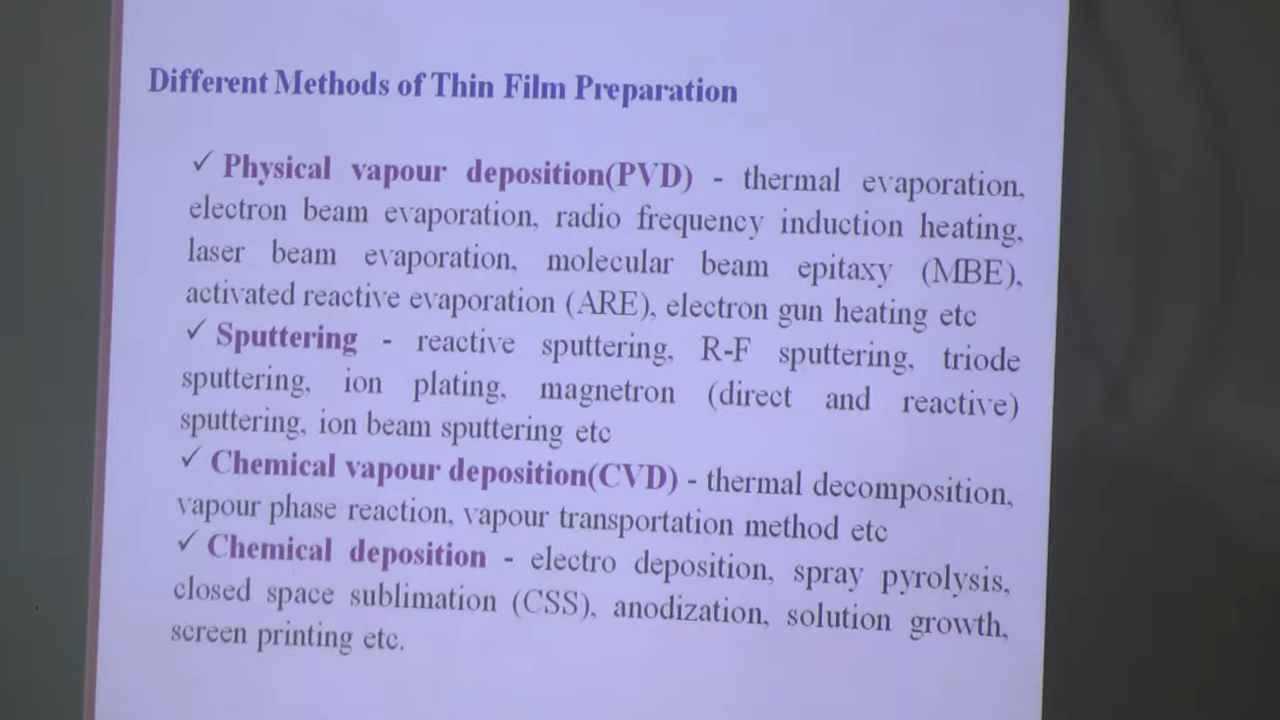 Different Methods of Thin Film Preparation
✓ Physical vapour deposition(PVD) - thermal evaporation,
electron beam evaporation, radio frequency induction heating,
laser beam evaporation, molecular beam epitaxy (MBE),
activated reactive evaporation (ARE), electron gun heating etc
✓ Sputtering - reactive sputtering, R-F sputtering, triode
sputtering, ion plating, magnetron (direct and reactive)
sputtering, ion beam sputtering etc
✓ Chemical vapour deposition(CVD) - thermal decomposition,
vapour phase reaction, vapour transportation method etc
✓ Chemical deposition - electro deposition, spray pyrolysis,
closed space sublimation (CSS), anodization, solution growth,
screen printing etc.